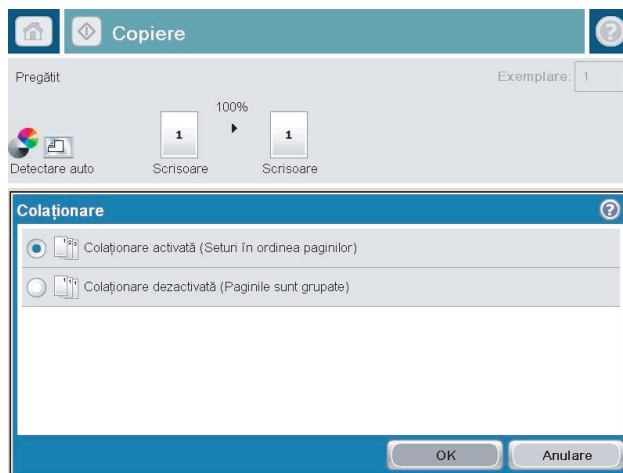 Copiere
Pregătit
Exemplare: 1
100%
1
1
Detectare auto
Scrisoare
Scrisoare
Colaționare
Colaționare activată (Seturi în ordinea paginilor)
Colaționare dezactivată (Paginile sunt grupate)
OK
Anulare